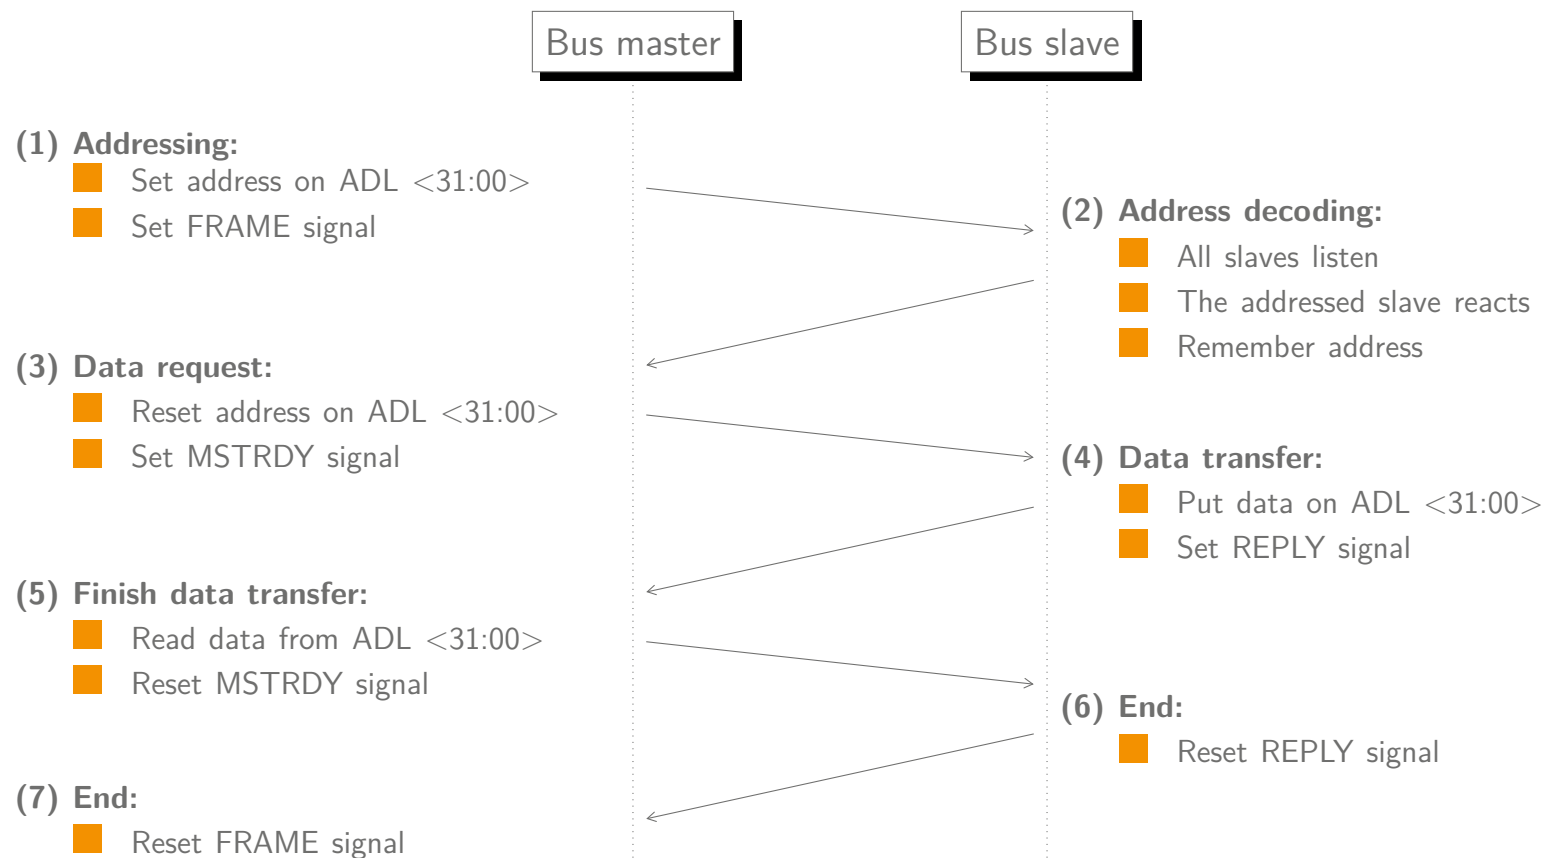 Bus master
Bus slave
(1) Addressing:
Set address on ADL <31:00>
Set FRAME signal
(2) Address decoding:
All slaves listen
The addressed slave reacts
Remember address
(3) Data request:
Reset address on ADL <31:00>
Set MSTRDY signal
(4) Data transfer:
Put data on ADL <31:00>
Set REPLY signal
(5) Finish data transfer:
Read data from ADL <31:00>
Reset MSTRDY signal
(6) End:
Reset REPLY signal
(7) End:
Reset FRAME signal